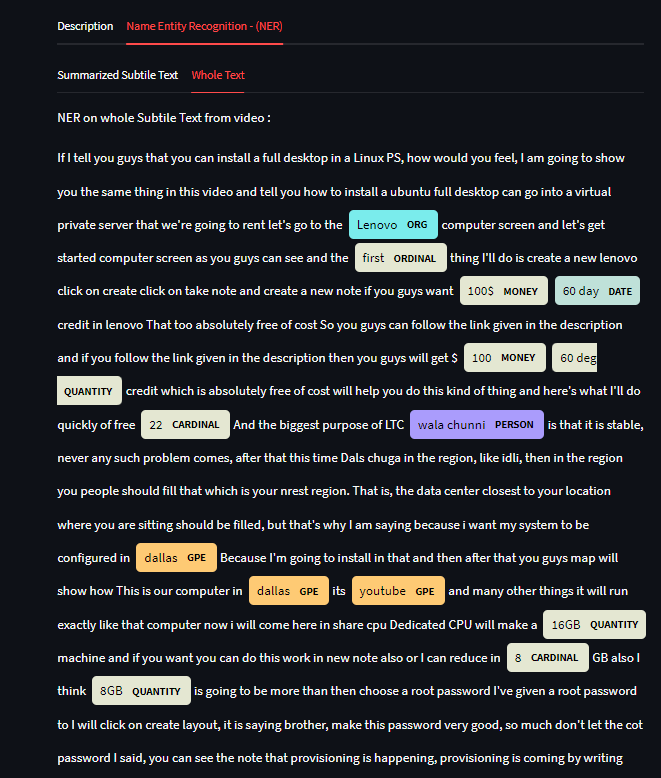 Description Name Entity Recognition - (NER)
Summarized Subtile Text Whole Text
NER on whole Subtile Text from video :
If I tell you guys that you can install a full desktop in a Linux PS, how would you feel, I am going to show
you the same thing in this video and tell you how to install a ubuntu full desktop can go into a virtual
private server that we're going to rent let's go to the Lenovo ORG computer screen and let's get
started computer screen as you guys can see and the first ORDINAL thing I'll do is create a new lenovo
click on create click on take note and create a new note if you guys want 100$ MONEY 60 day DATE
credit in lenovo That too absolutely free of cost So you guys can follow the link given in the description
and if you follow the link given in the description then you guys will get $ 100 MONEY 60 deg
QUANTITY credit which is absolutely free of cost will help you do this kind of thing and here's what I'll do
quickly of free 22 CARDINAL And the biggest purpose of LTC wala chunni PERSON is that it is stable,
never any such problem comes, after that this time Dals chuga in the region, like idli, then in the region
you people should fill that which is your nrest region. That is, the data center closest to your location
where you are sitting should be filled, but that's why I am saying because i want my system to be
configured in dallas GPE Because I'm going to install in that and then after that you guys map will
show how This is our computer in dallas GPE its youtube GPE and many other things it will run
exactly like that computer now i will come here in share cpu Dedicated CPU will make a 16GB QUANTITY
machine and if you want you can do this work in new note also or I can reduce in 8 CARDINAL GB also I
think 8GB QUANTITY is going to be more than then choose a root password I've given a root password
to I will click on create layout, it is saying brother, make this password very good, so much don't let the cot
password I said, you can see the note that provisioning is happening, provisioning is coming by writing